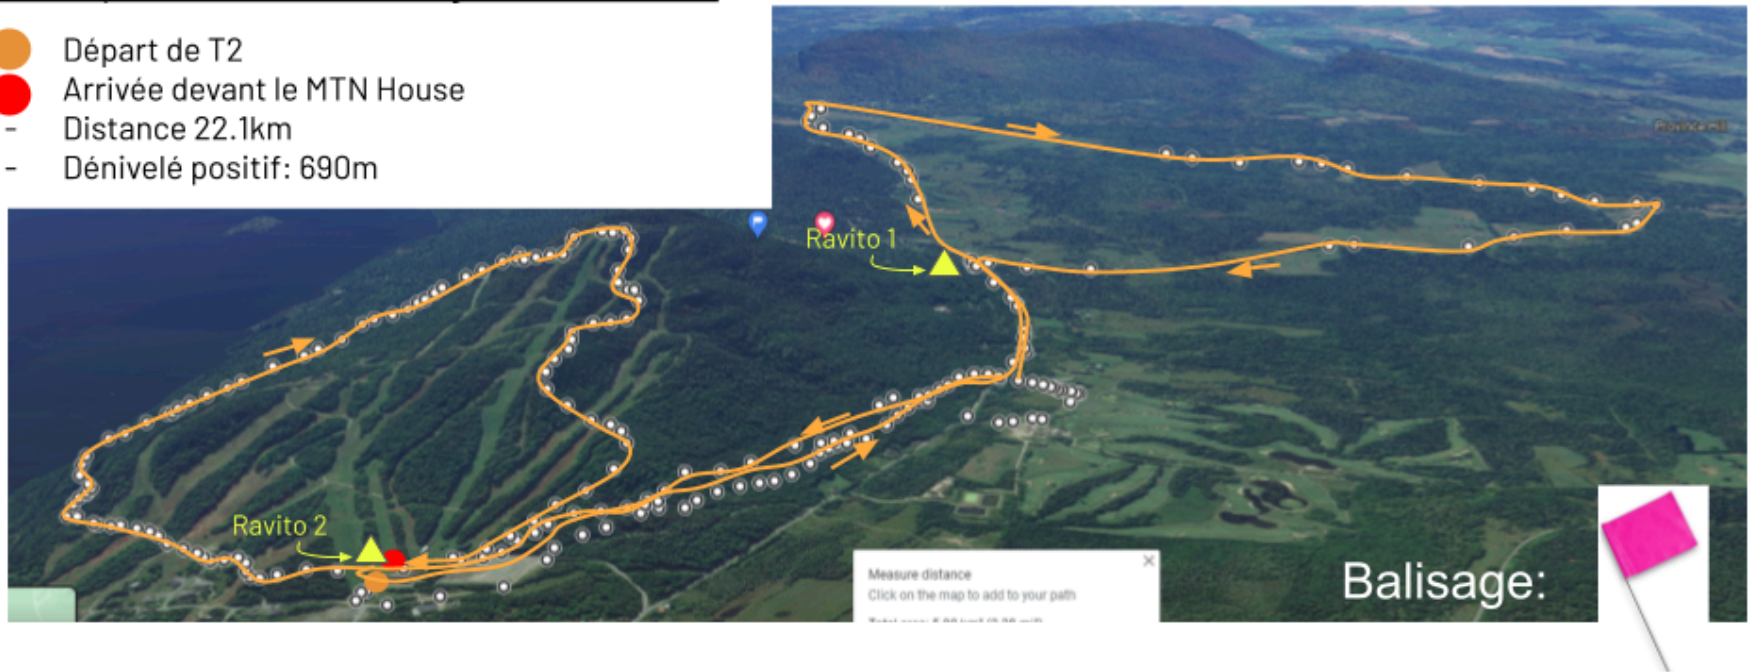 Départ de T2
Arrivée devant le MTN House
- Distance 22.1km
- Dénivelé positif: 690m
Ravito 1
Ravito 2
Measure distance
Click on the map to add to your path
Balisage: